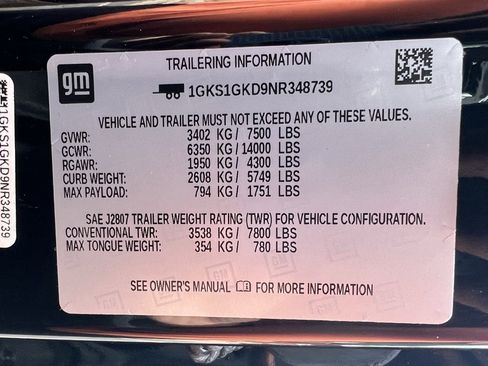 gm
TRAILERING INFORMATION
1GKS1GKD9NR348739
VEHICLE AND TRAILER MUST NOT EXCEED ANY OF THESE VALUES.
GVWR: 3402 KG / 7500 LBS
GCWR: 6350 KG / 14000 LBS
RGAWR: 1950 KG / 4300 LBS
CURB WEIGHT: 2608 KG / 5749 LBS
MAX PAYLOAD: 794 KG / 1751 LBS
SAE J2807 TRAILER WEIGHT RATING (TWR) FOR VEHICLE CONFIGURATION.
CONVENTIONAL TWR: 3538 KG / 7800 LBS
MAX TONGUE WEIGHT: 354 KG / 780 LBS
SEE OWNER'S MANUAL FOR MORE INFORMATION
1GKS1GKD9NR348739